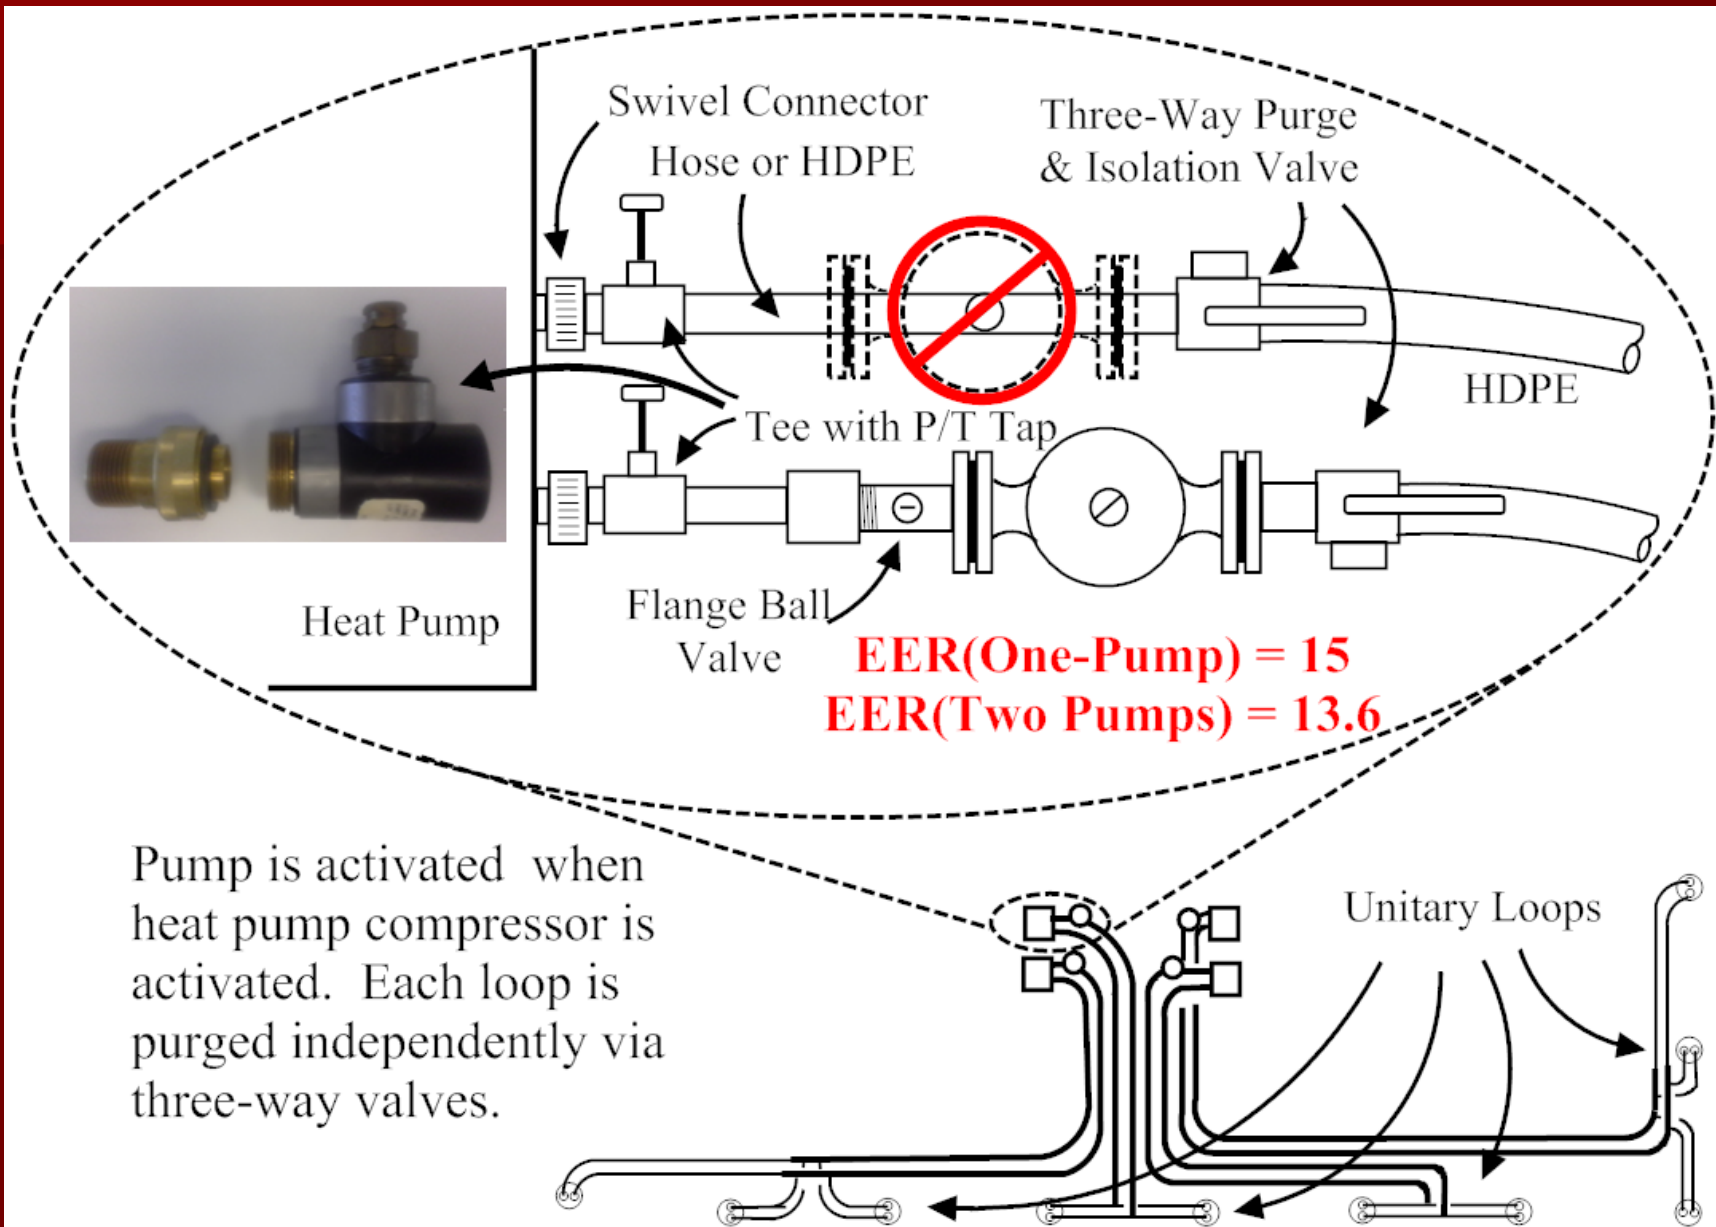 Swivel Connector
Hose or HDPE
Three-Way Purge
& Isolation Valve
HDPE
Tee with P/T Tap
Heat Pump
Flange Ball
Valve
EER(One-Pump) = 15
EER(Two Pumps) = 13.6
Pump is activated when
heat pump compressor is
activated. Each loop is
purged independently via
three-way valves.
Unitary Loops